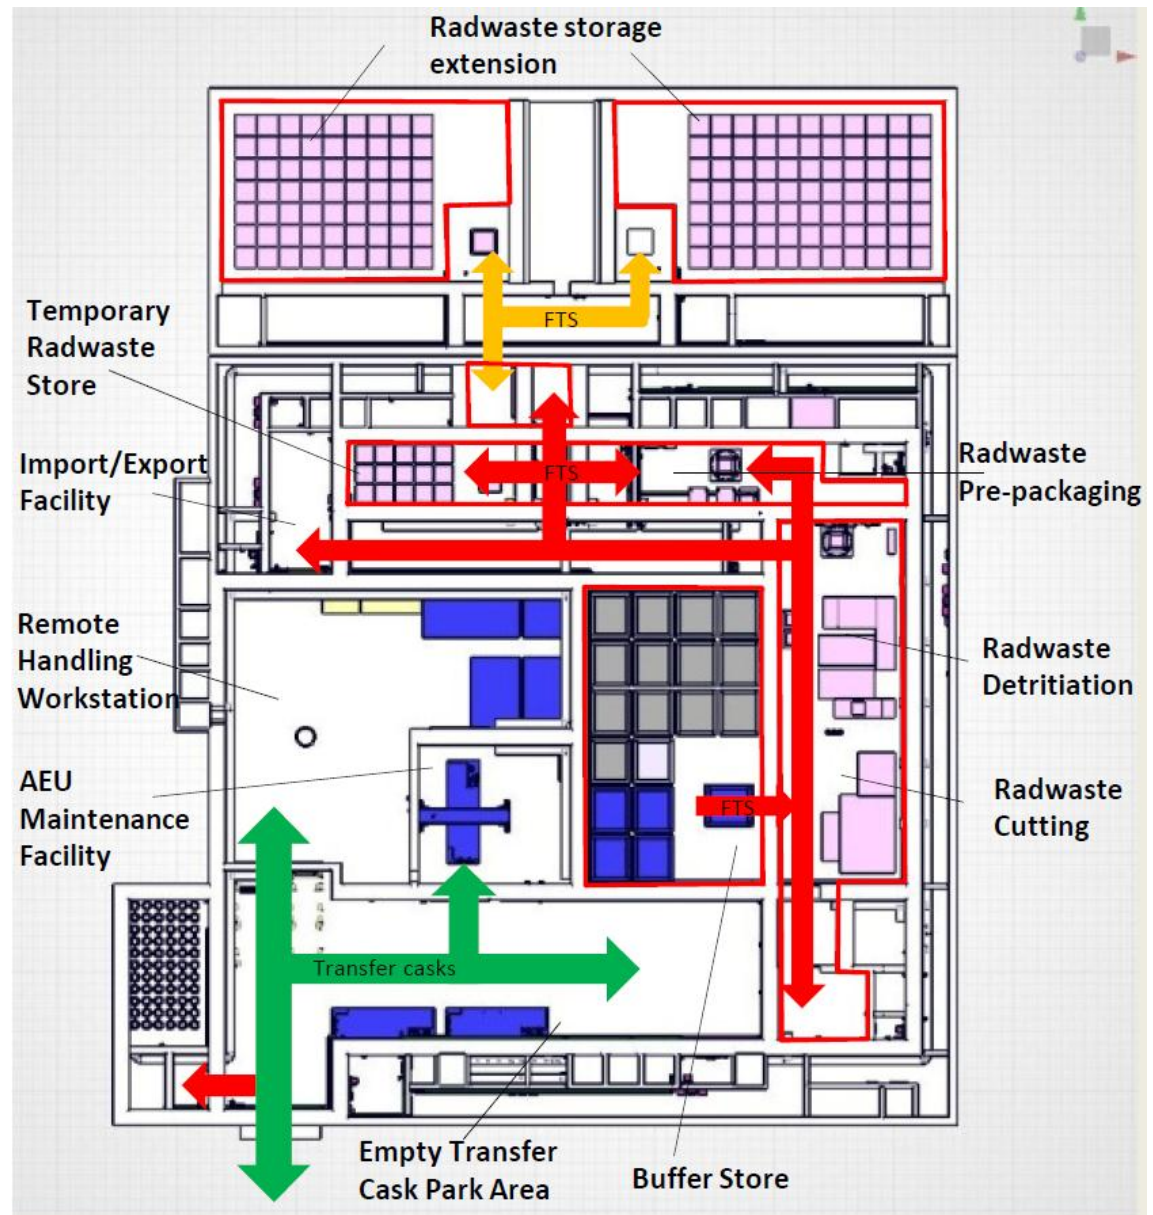 Radwaste storage
extension
FTS
Temporary
Radwaste
Store
Import/Export
Facility
FTS
Radwaste
Pre-packaging
Remote
Handling
Workstation
Radwaste
Detritiation
AEU
Maintenance
Facility
FTS
Radwaste
Cutting
Transfer casks
Empty Transfer
Cask Park Area
Buffer Store